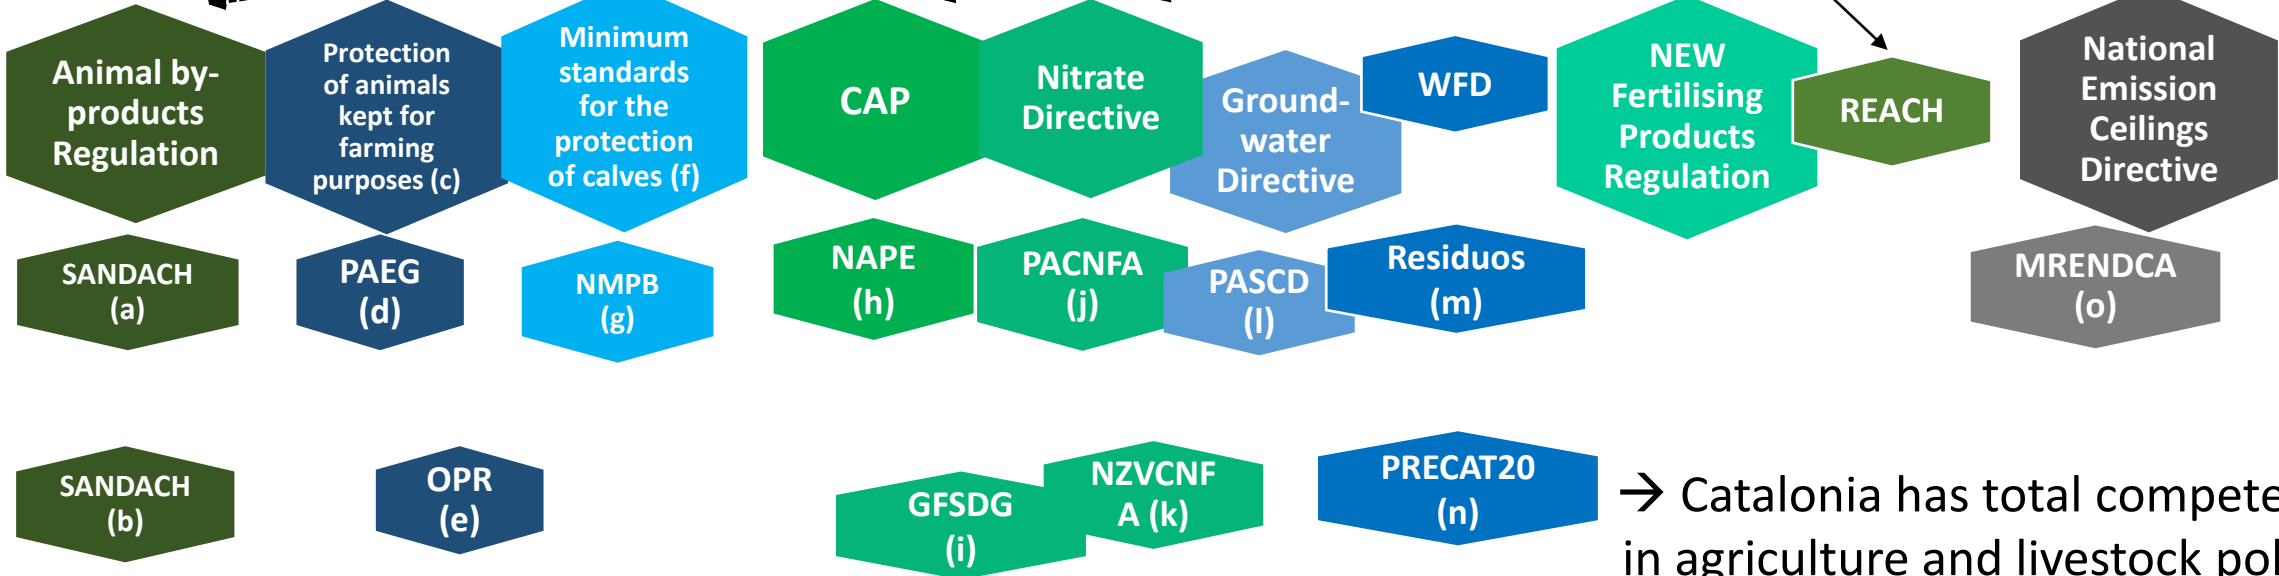 Animal by-
products
Regulation
Protection
of animals
kept for
farming
purposes (c)
Minimum
standards
for the
protection
of calves (f)
CAP
Nitrate
Directive
Ground-
water
Directive
WFD
NEW
Fertilising
Products
Regulation
REACH
National
Emission
Ceilings
Directive
SANDACH
(a)
PAEG
(d)
NMPB
(g)
NAPE
(h)
PACNFA
(j)
PASCD
(l)
Residuos
(m)
MRENDCA
(o)
SANDACH
(b)
OPR
(e)
GFSDG
(i)
NZVCNF
A (k)
PRECAT20
(n)
→ Catalonia has total compete
in agriculture and livestock pol